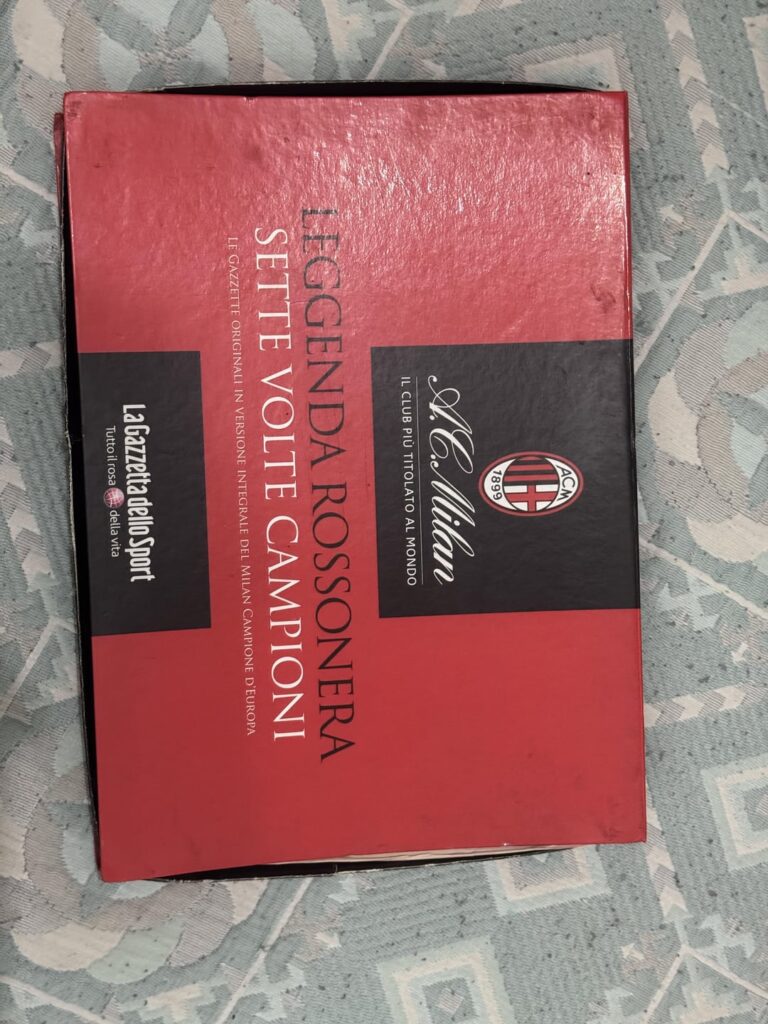 ACM
1899
A.C. Milan
IL CLUB PIÙ TITOLATO AL MONDO
LEGGENDA ROSSONERA
SETTE VOLTE CAMPIONI
LE GAZZETTE ORIGINALI IN VERSIONE INTEGRALE DEL MILAN CAMPIONE D'EUROPA
La Gazzetta dello Sport
Tutto il rosa della vita